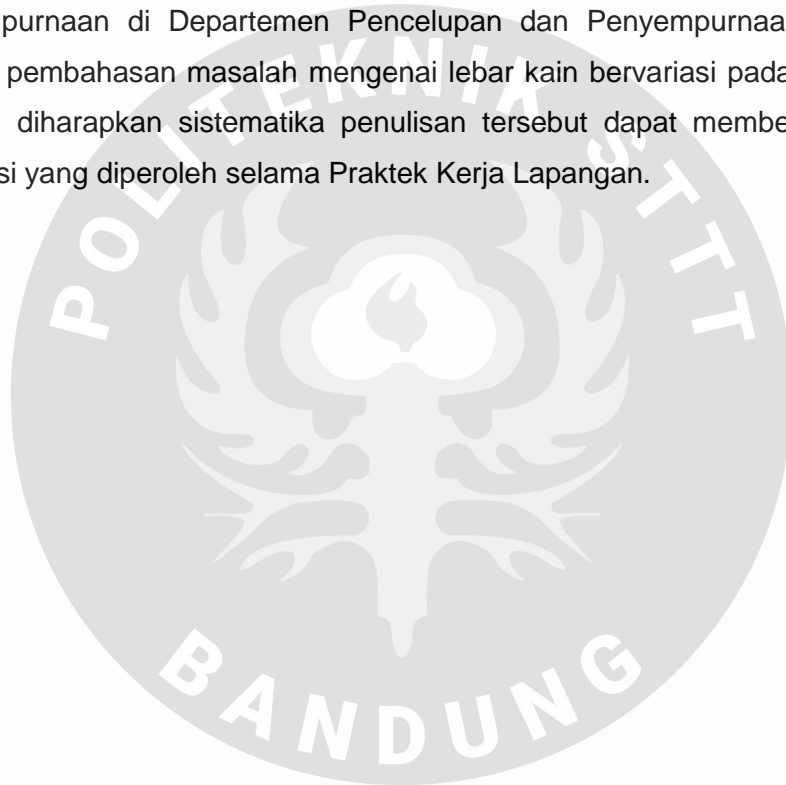 purnaan di Departemen Pencelupan dan Penyempurnaa
pembahasan masalah mengenai lebar kain bervariasi pada
diharapkan sistematika penulisan tersebut dapat membe
si yang diperoleh selama Praktek Kerja Lapangan.
POLITEKNIK STTT
BANDUNG